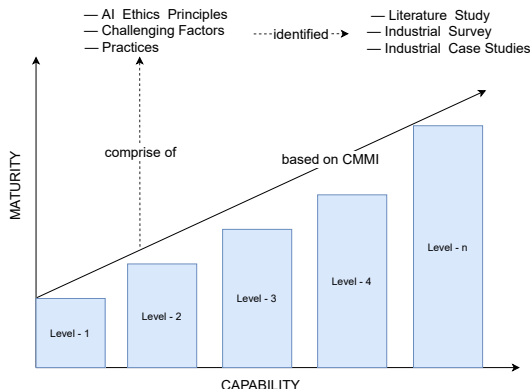 — AI Ethics Principles
— Challenging Factors
— Practices
identified
— Literature Study
— Industrial Survey
— Industrial Case Studies
comprise of
based on CMMI
MATURITY
Level - 1
Level - 2
Level - 3
Level - 4
Level - n
CAPABILITY